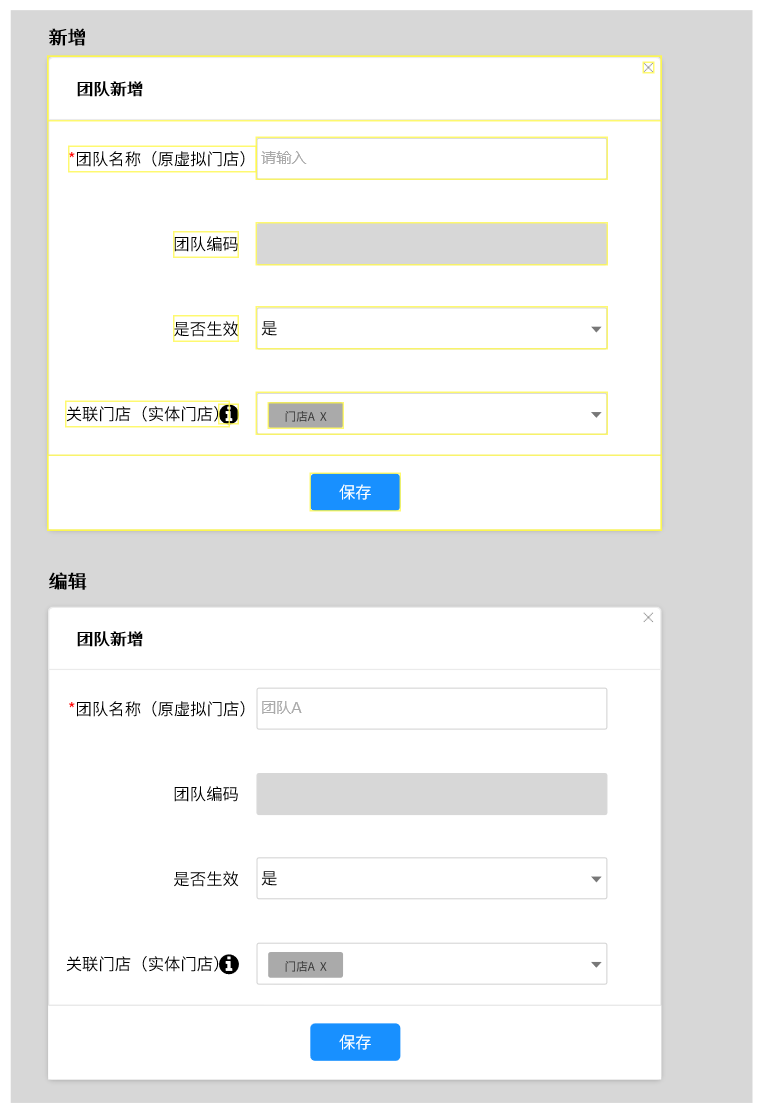 新增
团队新增
*团队名称（原虚拟门店） 请输入
团队编码
是否生效 是
关联门店（实体门店） 门店A X
保存
编辑
团队新增
*团队名称（原虚拟门店） 团队A
团队编码
是否生效 是
关联门店（实体门店） 门店A X
保存